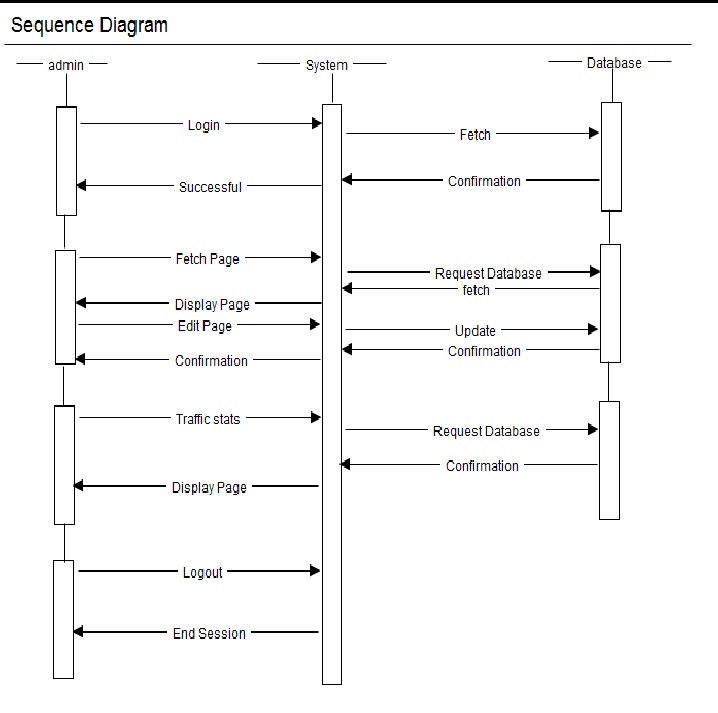 Sequence Diagram
admin
System
Database
Login
Fetch
Confirmation
Successful
Fetch Page
Request Database
fetch
Display Page
Edit Page
Update
Confirmation
Confirmation
Traffic stats
Request Database
Confirmation
Display Page
Logout
End Session